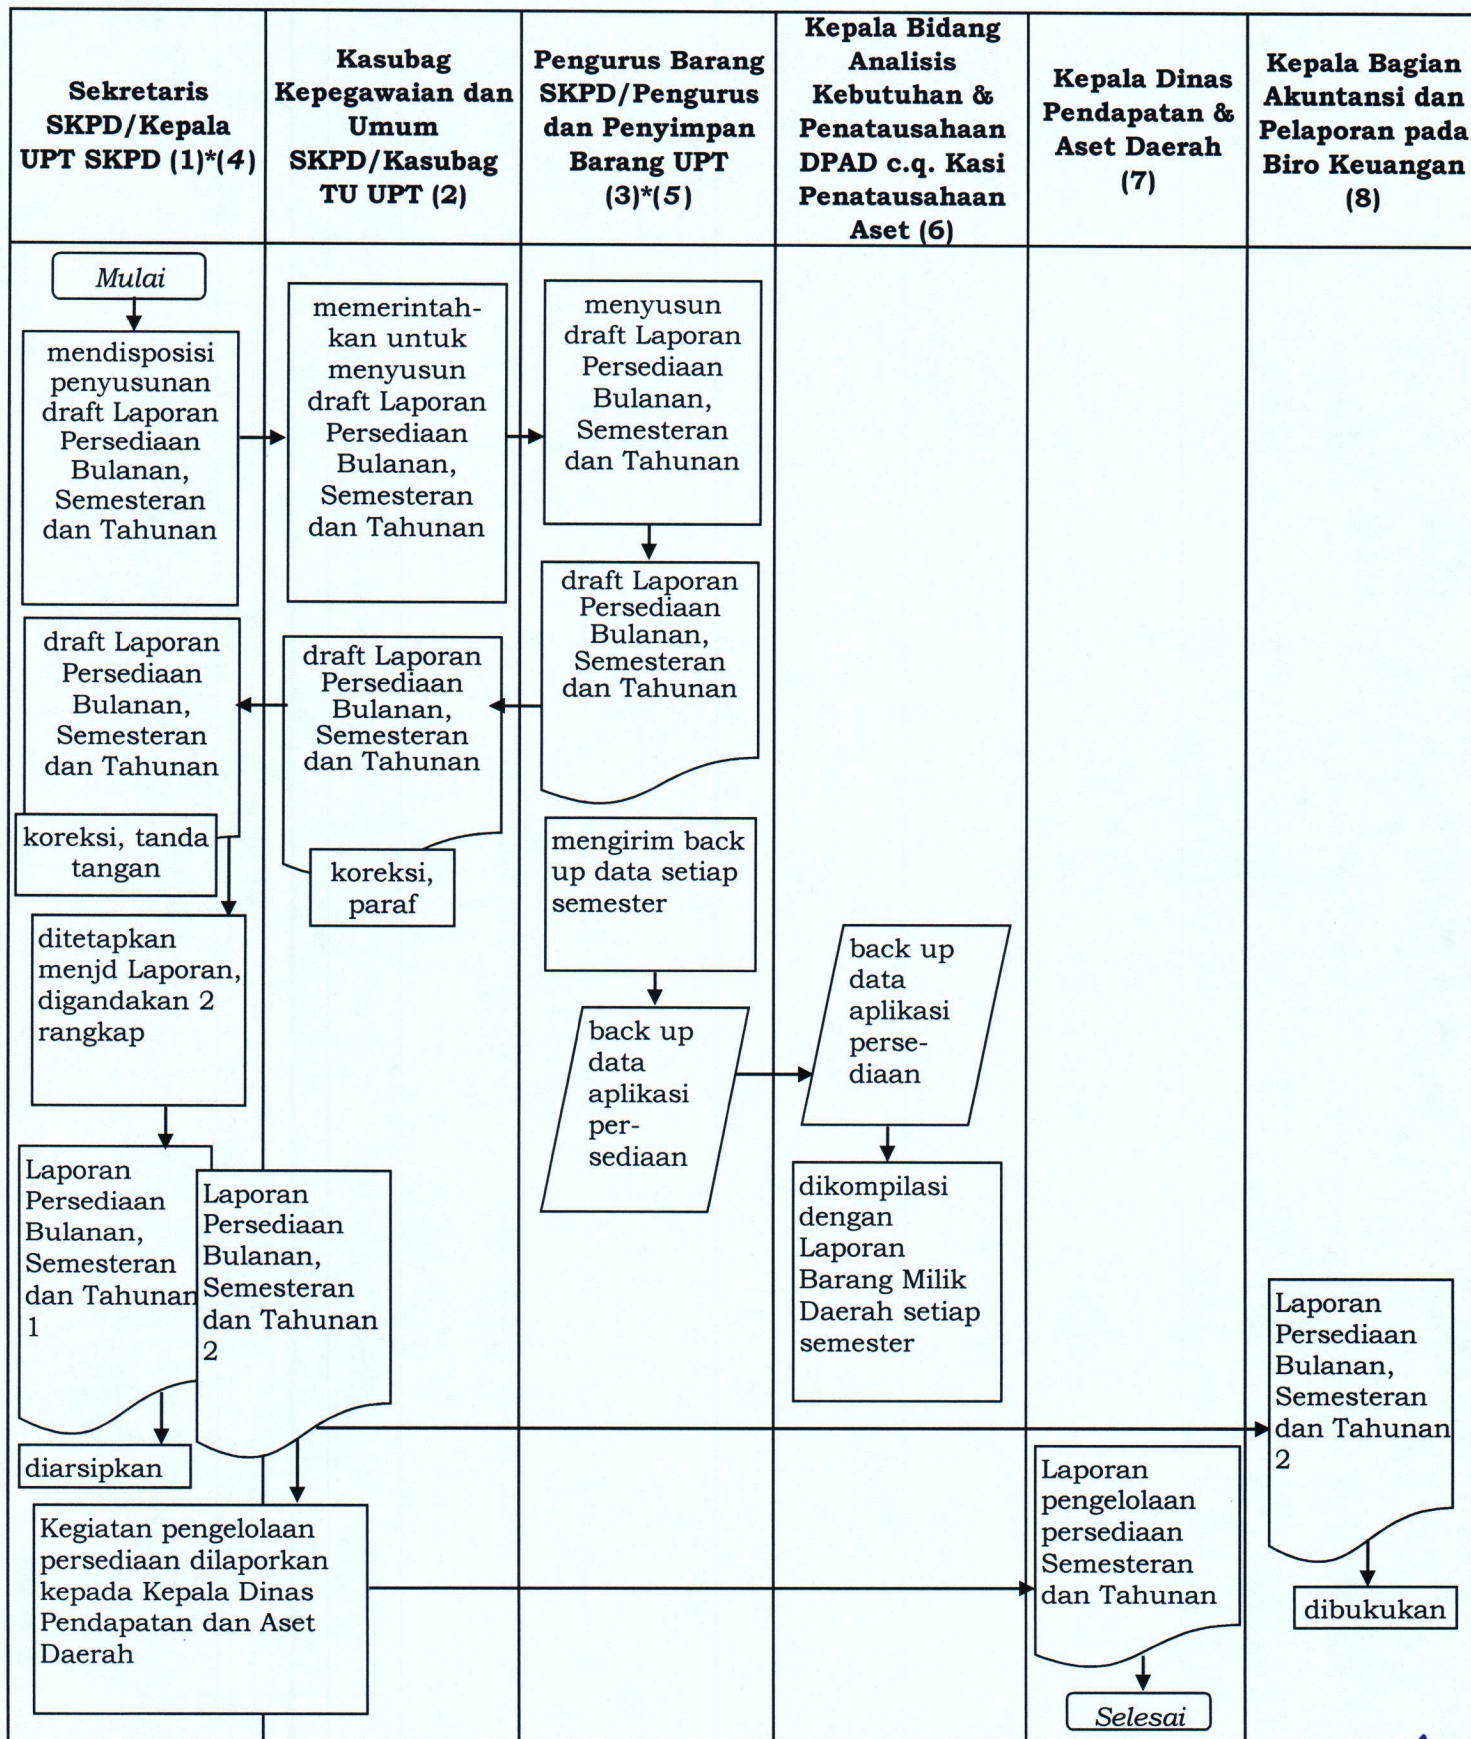 Sekretaris
SKPD/Kepala
UPT SKPD (1)*(4)
Kasubag
Kepegawaian dan
Umum
SKPD/Kasubag
TU UPT (2)
Pengurus Barang
SKPD/Pengurus
dan Penyimpan
Barang UPT
(3)*(5)
Kepala Bidang
Analisis
Kebutuhan &
Penatausahaan
DPAD c.q. Kasi
Penatausahaan
Aset (6)
Kepala Dinas
Pendapatan &
Aset Daerah
(7)
Kepala Bagian
Akuntansi dan
Pelaporan pada
Biro Keuangan
(8)
Mulai
mendisposisi
penyusunan
draft Laporan
Persediaan
Bulanan,
Semesteran
dan Tahunan
memerintah-
kan untuk
menyusun
draft Laporan
Persediaan
Bulanan,
Semesteran
dan Tahunan
menyusun
draft Laporan
Persediaan
Bulanan,
Semesteran
dan Tahunan
draft Laporan
Persediaan
Bulanan,
Semesteran
dan Tahunan
draft Laporan
Persediaan
Bulanan,
Semesteran
dan Tahunan
koreksi,
paraf
draft Laporan
Persediaan
Bulanan,
Semesteran
dan Tahunan
koreksi, tanda
tangan
ditetapkan
menjd Laporan,
digandakan 2
rangkap
mengirim back
up data setiap
semester
back up
data
aplikasi
per-
sediaan
back up
data
aplikasi
perse-
diaan
dikompilasi
dengan
Laporan
Barang Milik
Daerah setiap
semester
Laporan
Persediaan
Bulanan,
Semesteran
dan Tahunan
1
Laporan
Persediaan
Bulanan,
Semesteran
dan Tahunan
2
diarsipkan
Laporan
Persediaan
Bulanan,
Semesteran
dan Tahunan
2
dibukukan
Kegiatan pengelolaan
persediaan dilaporkan
kepada Kepala Dinas
Pendapatan dan Aset
Daerah
Laporan
pengelolaan
persediaan
Semesteran
dan Tahunan
Selesai